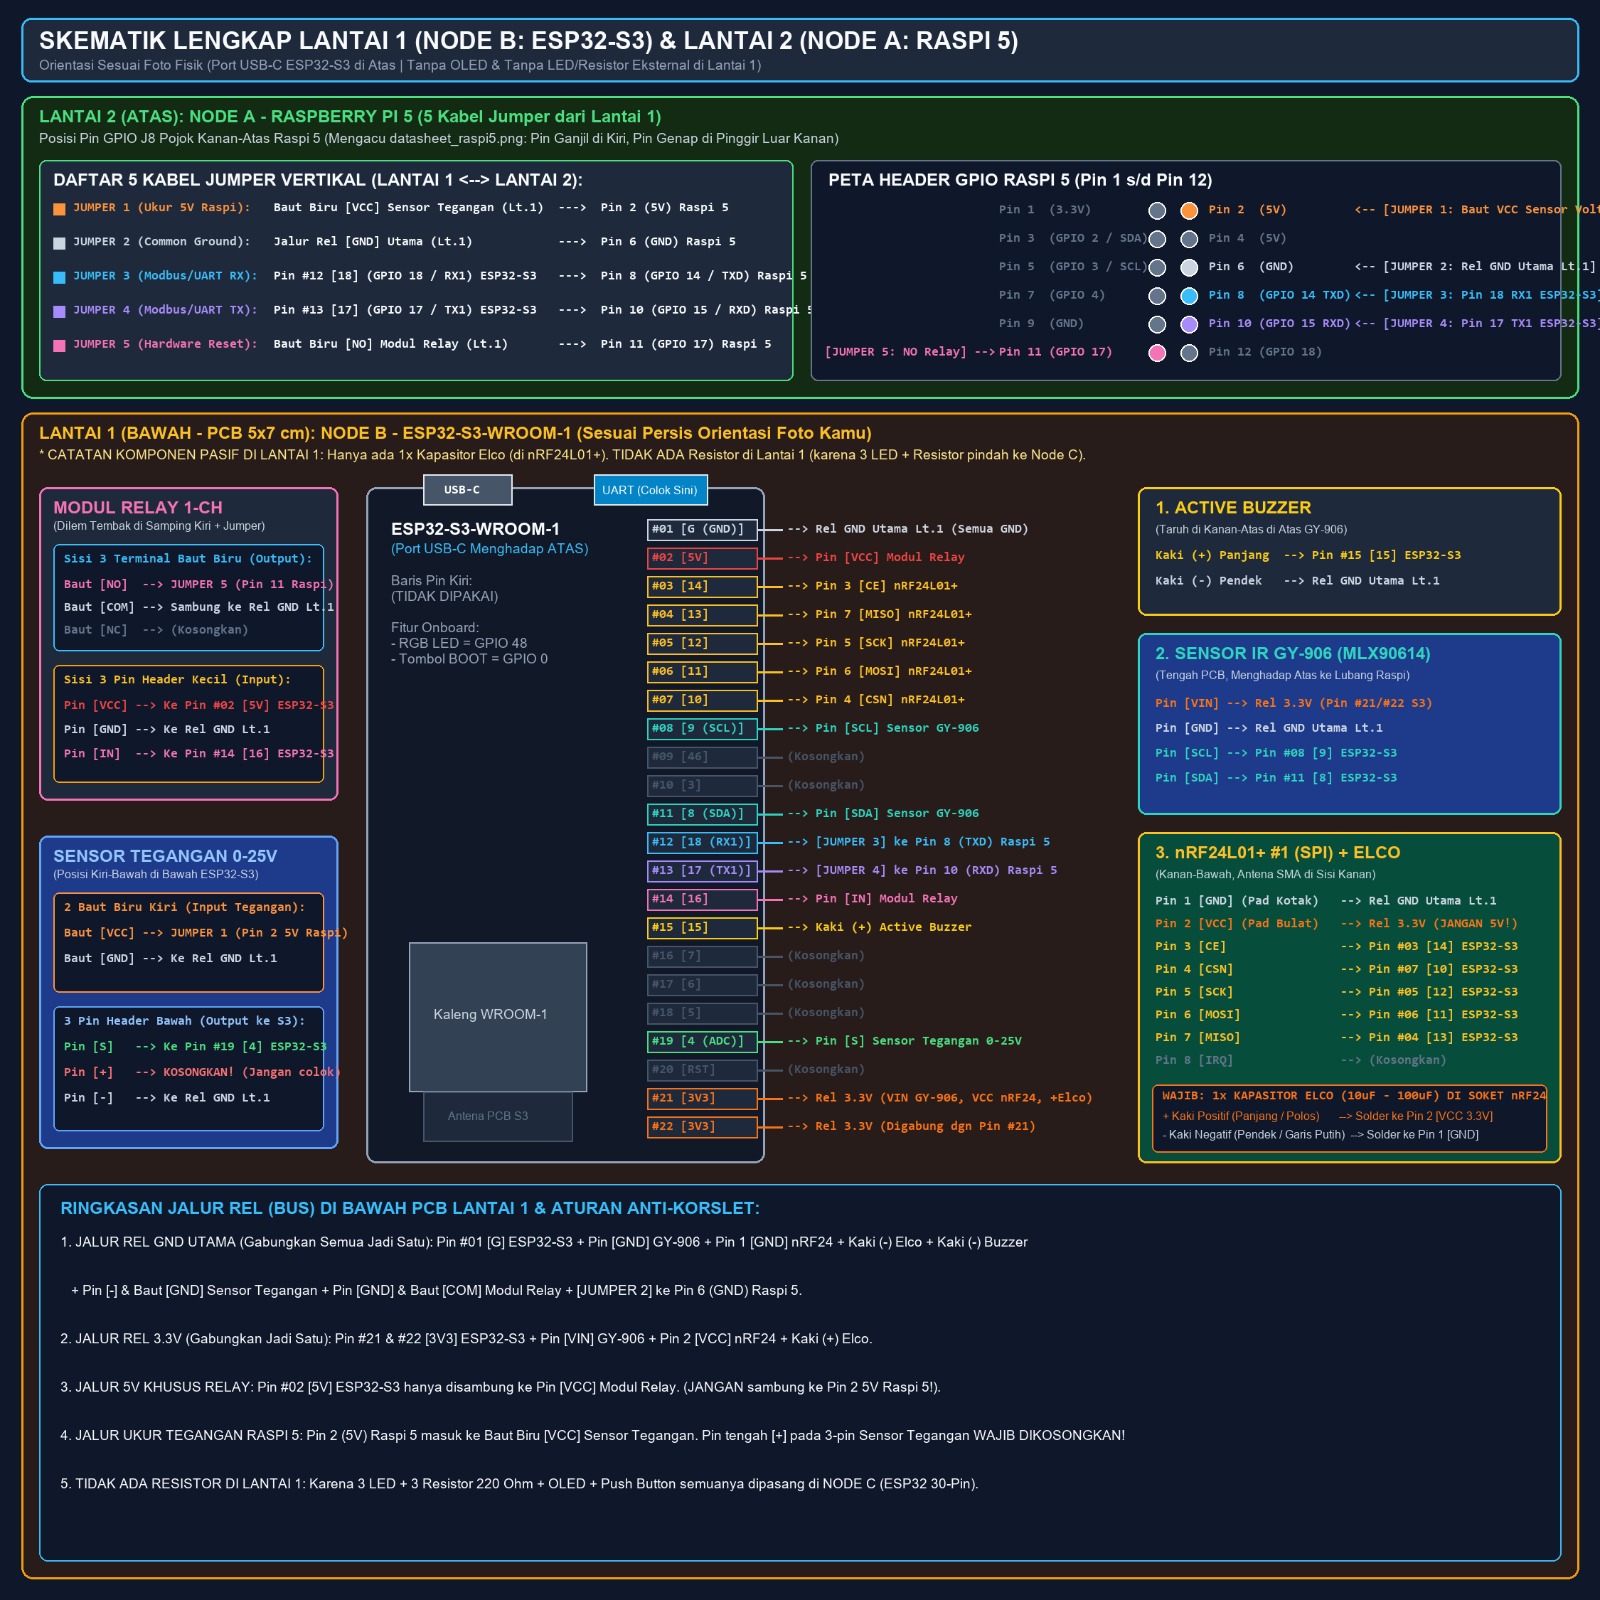 SKEMATIK LENGKAP LANTAI 1 (NODE B: ESP32-S3) & LANTAI 2 (NODE A: RASPI 5)
Orientasi Sesuai Foto Fisik (Port USB-C ESP32-S3 di Atas | Tanpa OLED & Tanpa LED/Resistor Eksternal di Lantai 1)
LANTAI 2 (ATAS): NODE A - RASPBERRY PI 5 (5 Kabel Jumper dari Lantai 1)
Posisi Pin GPIO J8 Pojok Kanan-Atas Raspi 5 (Mengacu datasheet_raspi5.png: Pin Ganjil di Kiri, Pin Genap di Pinggir Luar Kanan)
DAFTAR 5 KABEL JUMPER VERTIKAL (LANTAI 1 <--> LANTAI 2):
JUMPER 1 (Ukur 5V Raspi): Baut Biru [VCC] Sensor Tegangan (Lt.1) ---> Pin 2 (5V) Raspi 5
JUMPER 2 (Common Ground): Jalur Rel [GND] Utama (Lt.1) ---> Pin 6 (GND) Raspi 5
JUMPER 3 (Modbus/UART RX): Pin #12 [18] (GPIO 18 / RX1) ESP32-S3 ---> Pin 8 (GPIO 14 / TXD) Raspi 5
JUMPER 4 (Modbus/UART TX): Pin #13 [17] (GPIO 17 / TX1) ESP32-S3 ---> Pin 10 (GPIO 15 / RXD) Raspi 5
JUMPER 5 (Hardware Reset): Baut Biru [NO] Modul Relay (Lt.1) ---> Pin 11 (GPIO 17) Raspi 5
PETA HEADER GPIO RASPI 5 (Pin 1 s/d Pin 12)
Pin 1 (3.3V) Pin 2 (5V) <-- [JUMPER 1: Baut VCC Sensor Volt
Pin 3 (GPIO 2 / SDA) Pin 4 (5V)
Pin 5 (GPIO 3 / SCL) Pin 6 (GND) <-- [JUMPER 2: Rel GND Utama Lt.1]
Pin 7 (GPIO 4) Pin 8 (GPIO 14 TXD) <-- [JUMPER 3: Pin 18 RX1 ESP32-S3]
Pin 9 (GND) Pin 10 (GPIO 15 RXD) <-- [JUMPER 4: Pin 17 TX1 ESP32-S3]
[JUMPER 5: NO Relay] --> Pin 11 (GPIO 17) Pin 12 (GPIO 18)
LANTAI 1 (BAWAH - PCB 5x7 cm): NODE B - ESP32-S3-WROOM-1 (Sesuai Persis Orientasi Foto Kamu)
* CATATAN KOMPONEN PASIF DI LANTAI 1: Hanya ada 1x Kapasitor Elco (di nRF24L01+). TIDAK ADA Resistor di Lantai 1 (karena 3 LED + Resistor pindah ke Node C).
MODUL RELAY 1-CH
(Dilem Tembak di Samping Kiri + Jumper)
Sisi 3 Terminal Baut Biru (Output):
Baut [NO] --> JUMPER 5 (Pin 11 Raspi)
Baut [COM] --> Sambung ke Rel GND Lt.1
Baut [NC] --> (Kosongkan)
Sisi 3 Pin Header Kecil (Input):
Pin [VCC] --> Ke Pin #02 [5V] ESP32-S3
Pin [GND] --> Ke Rel GND Lt.1
Pin [IN] --> Ke Pin #14 [16] ESP32-S3
SENSOR TEGANGAN 0-25V
(Posisi Kiri-Bawah di Bawah ESP32-S3)
2 Baut Biru Kiri (Input Tegangan):
Baut [VCC] --> JUMPER 1 (Pin 2 5V Raspi)
Baut [GND] --> Ke Rel GND Lt.1
3 Pin Header Bawah (Output ke S3):
Pin [S] --> Ke Pin #19 [4] ESP32-S3
Pin [+] --> KOSONGKAN! (Jangan colok)
Pin [-] --> Ke Rel GND Lt.1
USB-C
UART (Colok Sini)
ESP32-S3-WROOM-1
(Port USB-C Menghadap ATAS)
Baris Pin Kiri:
(TIDAK DIPAKAI)
Fitur Onboard:
- RGB LED = GPIO 48
- Tombol BOOT = GPIO 0
Kaleng WROOM-1
Antena PCB S3
#01 [G (GND)] --> Rel GND Utama Lt.1 (Semua GND)
#02 [5V] --> Pin [VCC] Modul Relay
#03 [14] --> Pin 3 [CE] nRF24L01+
#04 [13] --> Pin 7 [MISO] nRF24L01+
#05 [12] --> Pin 5 [SCK] nRF24L01+
#06 [11] --> Pin 6 [MOSI] nRF24L01+
#07 [10] --> Pin 4 [CSN] nRF24L01+
#08 [9 (SCL)] --> Pin [SCL] Sensor GY-906
#09 [46] --> (Kosongkan)
#10 [3] --> (Kosongkan)
#11 [8 (SDA)] --> Pin [SDA] Sensor GY-906
#12 [18 (RX1)] --> [JUMPER 3] ke Pin 8 (TXD) Raspi 5
#13 [17 (TX1)] --> [JUMPER 4] ke Pin 10 (RXD) Raspi 5
#14 [16] --> Pin [IN] Modul Relay
#15 [15] --> Kaki (+) Active Buzzer
#16 [7] --> (Kosongkan)
#17 [6] --> (Kosongkan)
#18 [5] --> (Kosongkan)
#19 [4 (ADC)] --> Pin [S] Sensor Tegangan 0-25V
#20 [RST] --> (Kosongkan)
#21 [3V3] --> Rel 3.3V (VIN GY-906, VCC nRF24, +Elco)
#22 [3V3] --> Rel 3.3V (Digabung dgn Pin #21)
1. ACTIVE BUZZER
(Taruh di Kanan-Atas di Atas GY-906)
Kaki (+) Panjang --> Pin #15 [15] ESP32-S3
Kaki (-) Pendek --> Rel GND Utama Lt.1
2. SENSOR IR GY-906 (MLX90614)
(Tengah PCB, Menghadap Atas ke Lubang Raspi)
Pin [VIN] --> Rel 3.3V (Pin #21/#22 S3)
Pin [GND] --> Rel GND Utama Lt.1
Pin [SCL] --> Pin #08 [9] ESP32-S3
Pin [SDA] --> Pin #11 [8] ESP32-S3
3. nRF24L01+ #1 (SPI) + ELCO
(Kanan-Bawah, Antena SMA di Sisi Kanan)
Pin 1 [GND] (Pad Kotak) --> Rel GND Utama Lt.1
Pin 2 [VCC] (Pad Bulat) --> Rel 3.3V (JANGAN 5V!)
Pin 3 [CE] --> Pin #03 [14] ESP32-S3
Pin 4 [CSN] --> Pin #07 [10] ESP32-S3
Pin 5 [SCK] --> Pin #05 [12] ESP32-S3
Pin 6 [MOSI] --> Pin #06 [11] ESP32-S3
Pin 7 [MISO] --> Pin #04 [13] ESP32-S3
Pin 8 [IRQ] --> (Kosongkan)
WAJIB: 1x KAPASITOR ELCO (10uF - 100uF) DI SOKET nRF24
+ Kaki Positif (Panjang / Polos) --> Solder ke Pin 2 [VCC 3.3V]
- Kaki Negatif (Pendek / Garis Putih) --> Solder ke Pin 1 [GND]
RINGKASAN JALUR REL (BUS) DI BAWAH PCB LANTAI 1 & ATURAN ANTI-KORSLET:
1. JALUR REL GND UTAMA (Gabungkan Semua Jadi Satu): Pin #01 [G] ESP32-S3 + Pin [GND] GY-906 + Pin 1 [GND] nRF24 + Kaki (-) Elco + Kaki (-) Buzzer
+ Pin [-] & Baut [GND] Sensor Tegangan + Pin [GND] & Baut [COM] Modul Relay + [JUMPER 2] ke Pin 6 (GND) Raspi 5.
2. JALUR REL 3.3V (Gabungkan Jadi Satu): Pin #21 & #22 [3V3] ESP32-S3 + Pin [VIN] GY-906 + Pin 2 [VCC] nRF24 + Kaki (+) Elco.
3. JALUR 5V KHUSUS RELAY: Pin #02 [5V] ESP32-S3 hanya disambung ke Pin [VCC] Modul Relay. (JANGAN sambung ke Pin 2 5V Raspi 5!).
4. JALUR UKUR TEGANGAN RASPI 5: Pin 2 (5V) Raspi 5 masuk ke Baut Biru [VCC] Sensor Tegangan. Pin tengah [+] pada 3-pin Sensor Tegangan WAJIB DIKOSONGKAN!
5. TIDAK ADA RESISTOR DI LANTAI 1: Karena 3 LED + 3 Resistor 220 Ohm + OLED + Push Button semuanya dipasang di NODE C (ESP32 30-Pin).